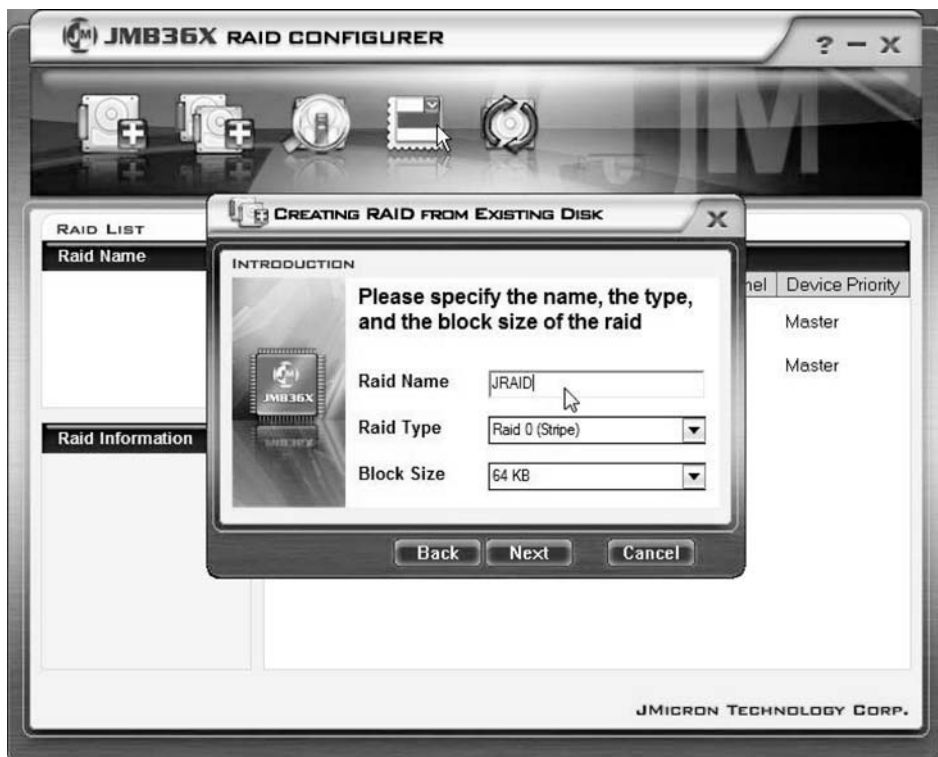 JMB36X RAID CONFIGURER
? - X
JM
RAID LIST
Raid Name
CREATING RAID FROM EXISTING DISK
X
INTRODUCTION
Please specify the name, the type,
and the block size of the raid
JMB36X
Raid Name JRAID
Raid Type Raid 0 (Stripe)
Block Size 64 KB
Back Next Cancel
Device Priority
Master
Master
Raid Information
JMICRON TECHNOLOGY CORP.